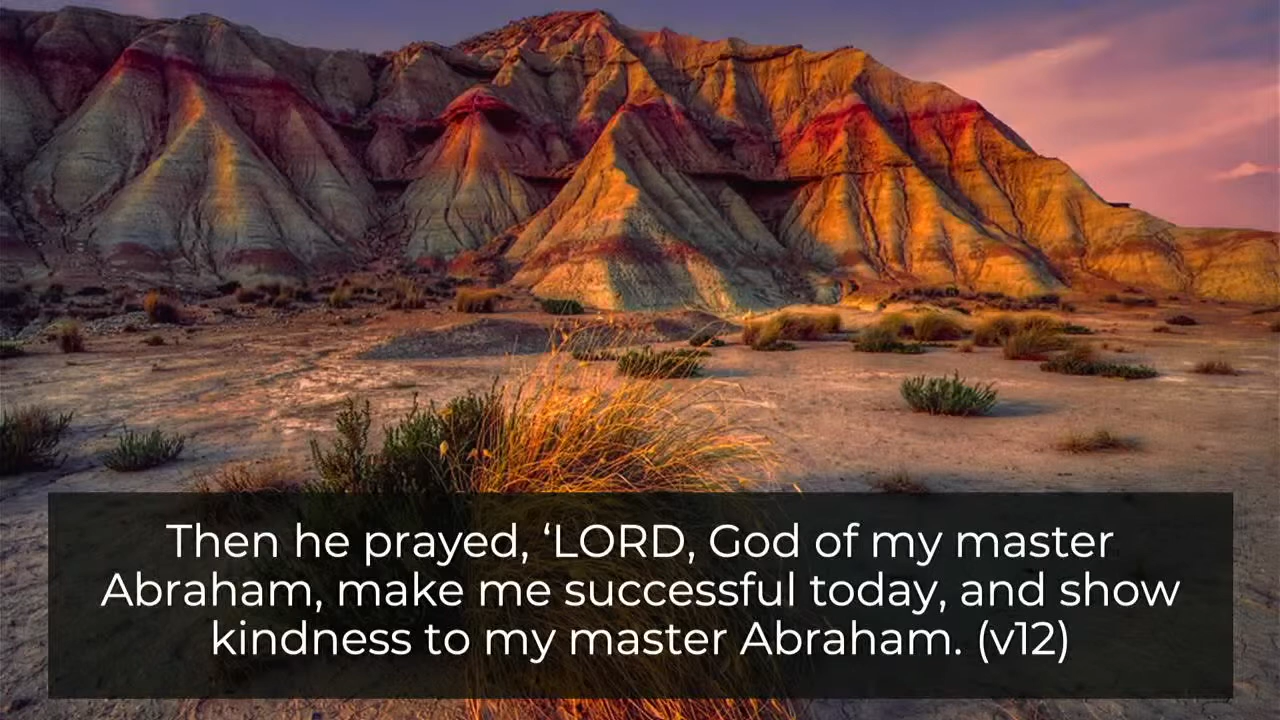 Then he prayed, ‘LORD, God of my master
Abraham, make me successful today, and show
kindness to my master Abraham. (v12)